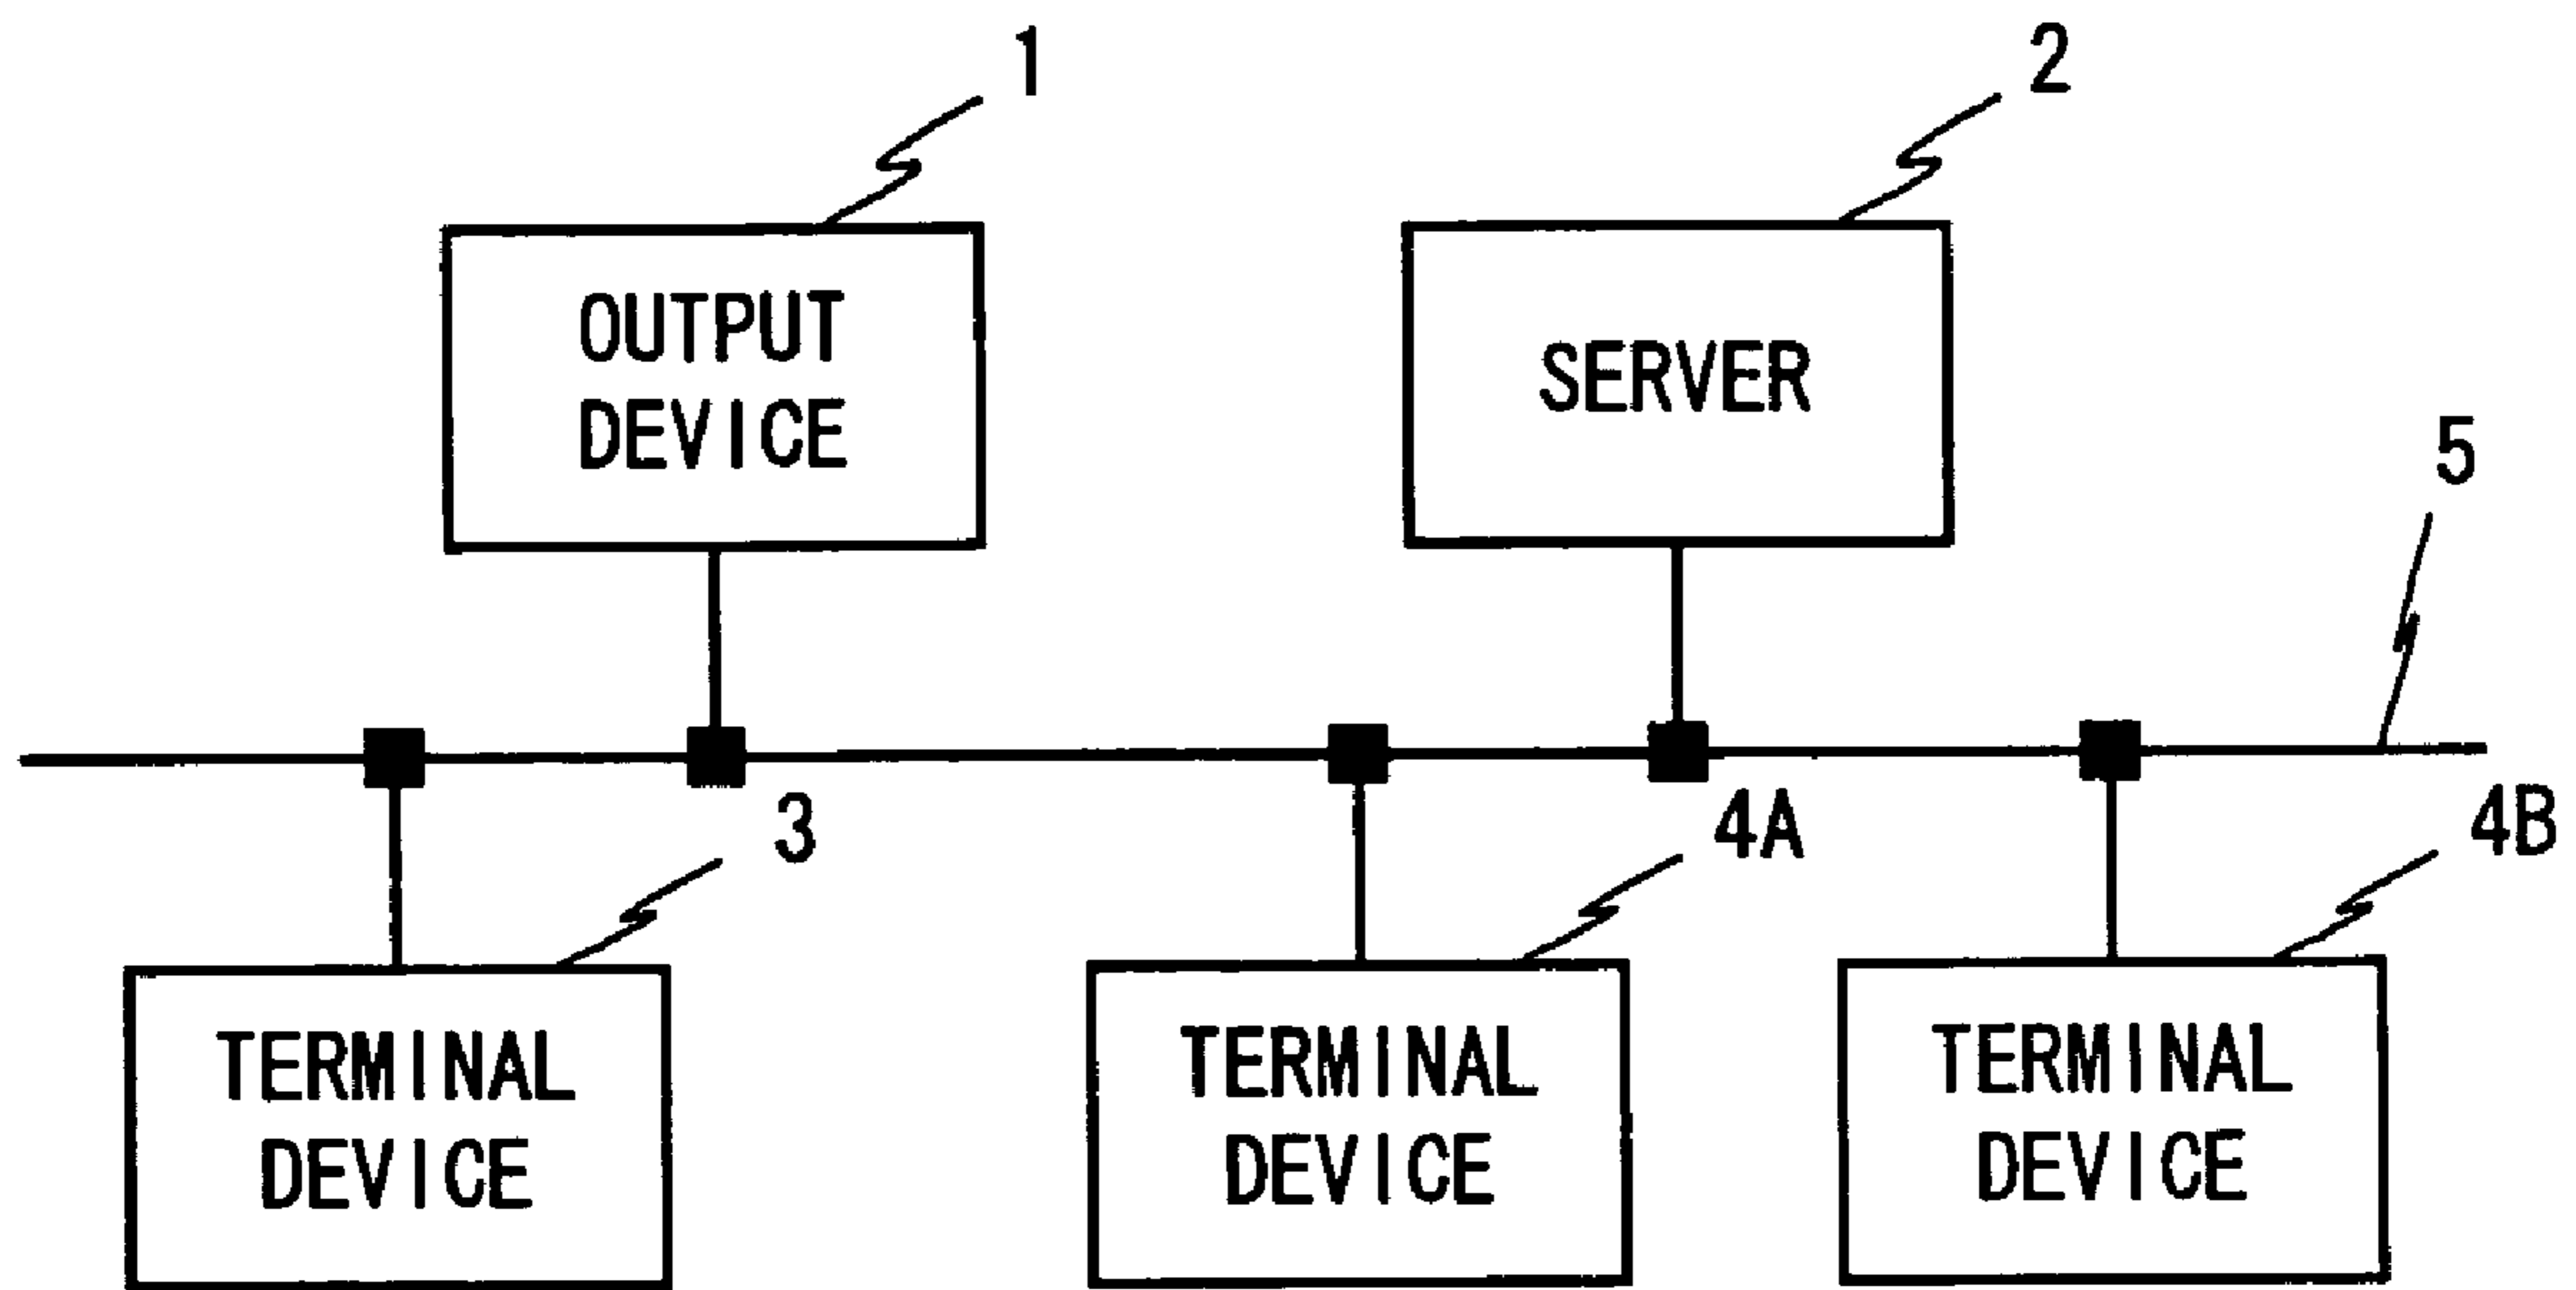 1
2
OUTPUT
DEVICE
SERVER
5
3
4A
4B
TERMINAL
DEVICE
TERMINAL
DEVICE
TERMINAL
DEVICE